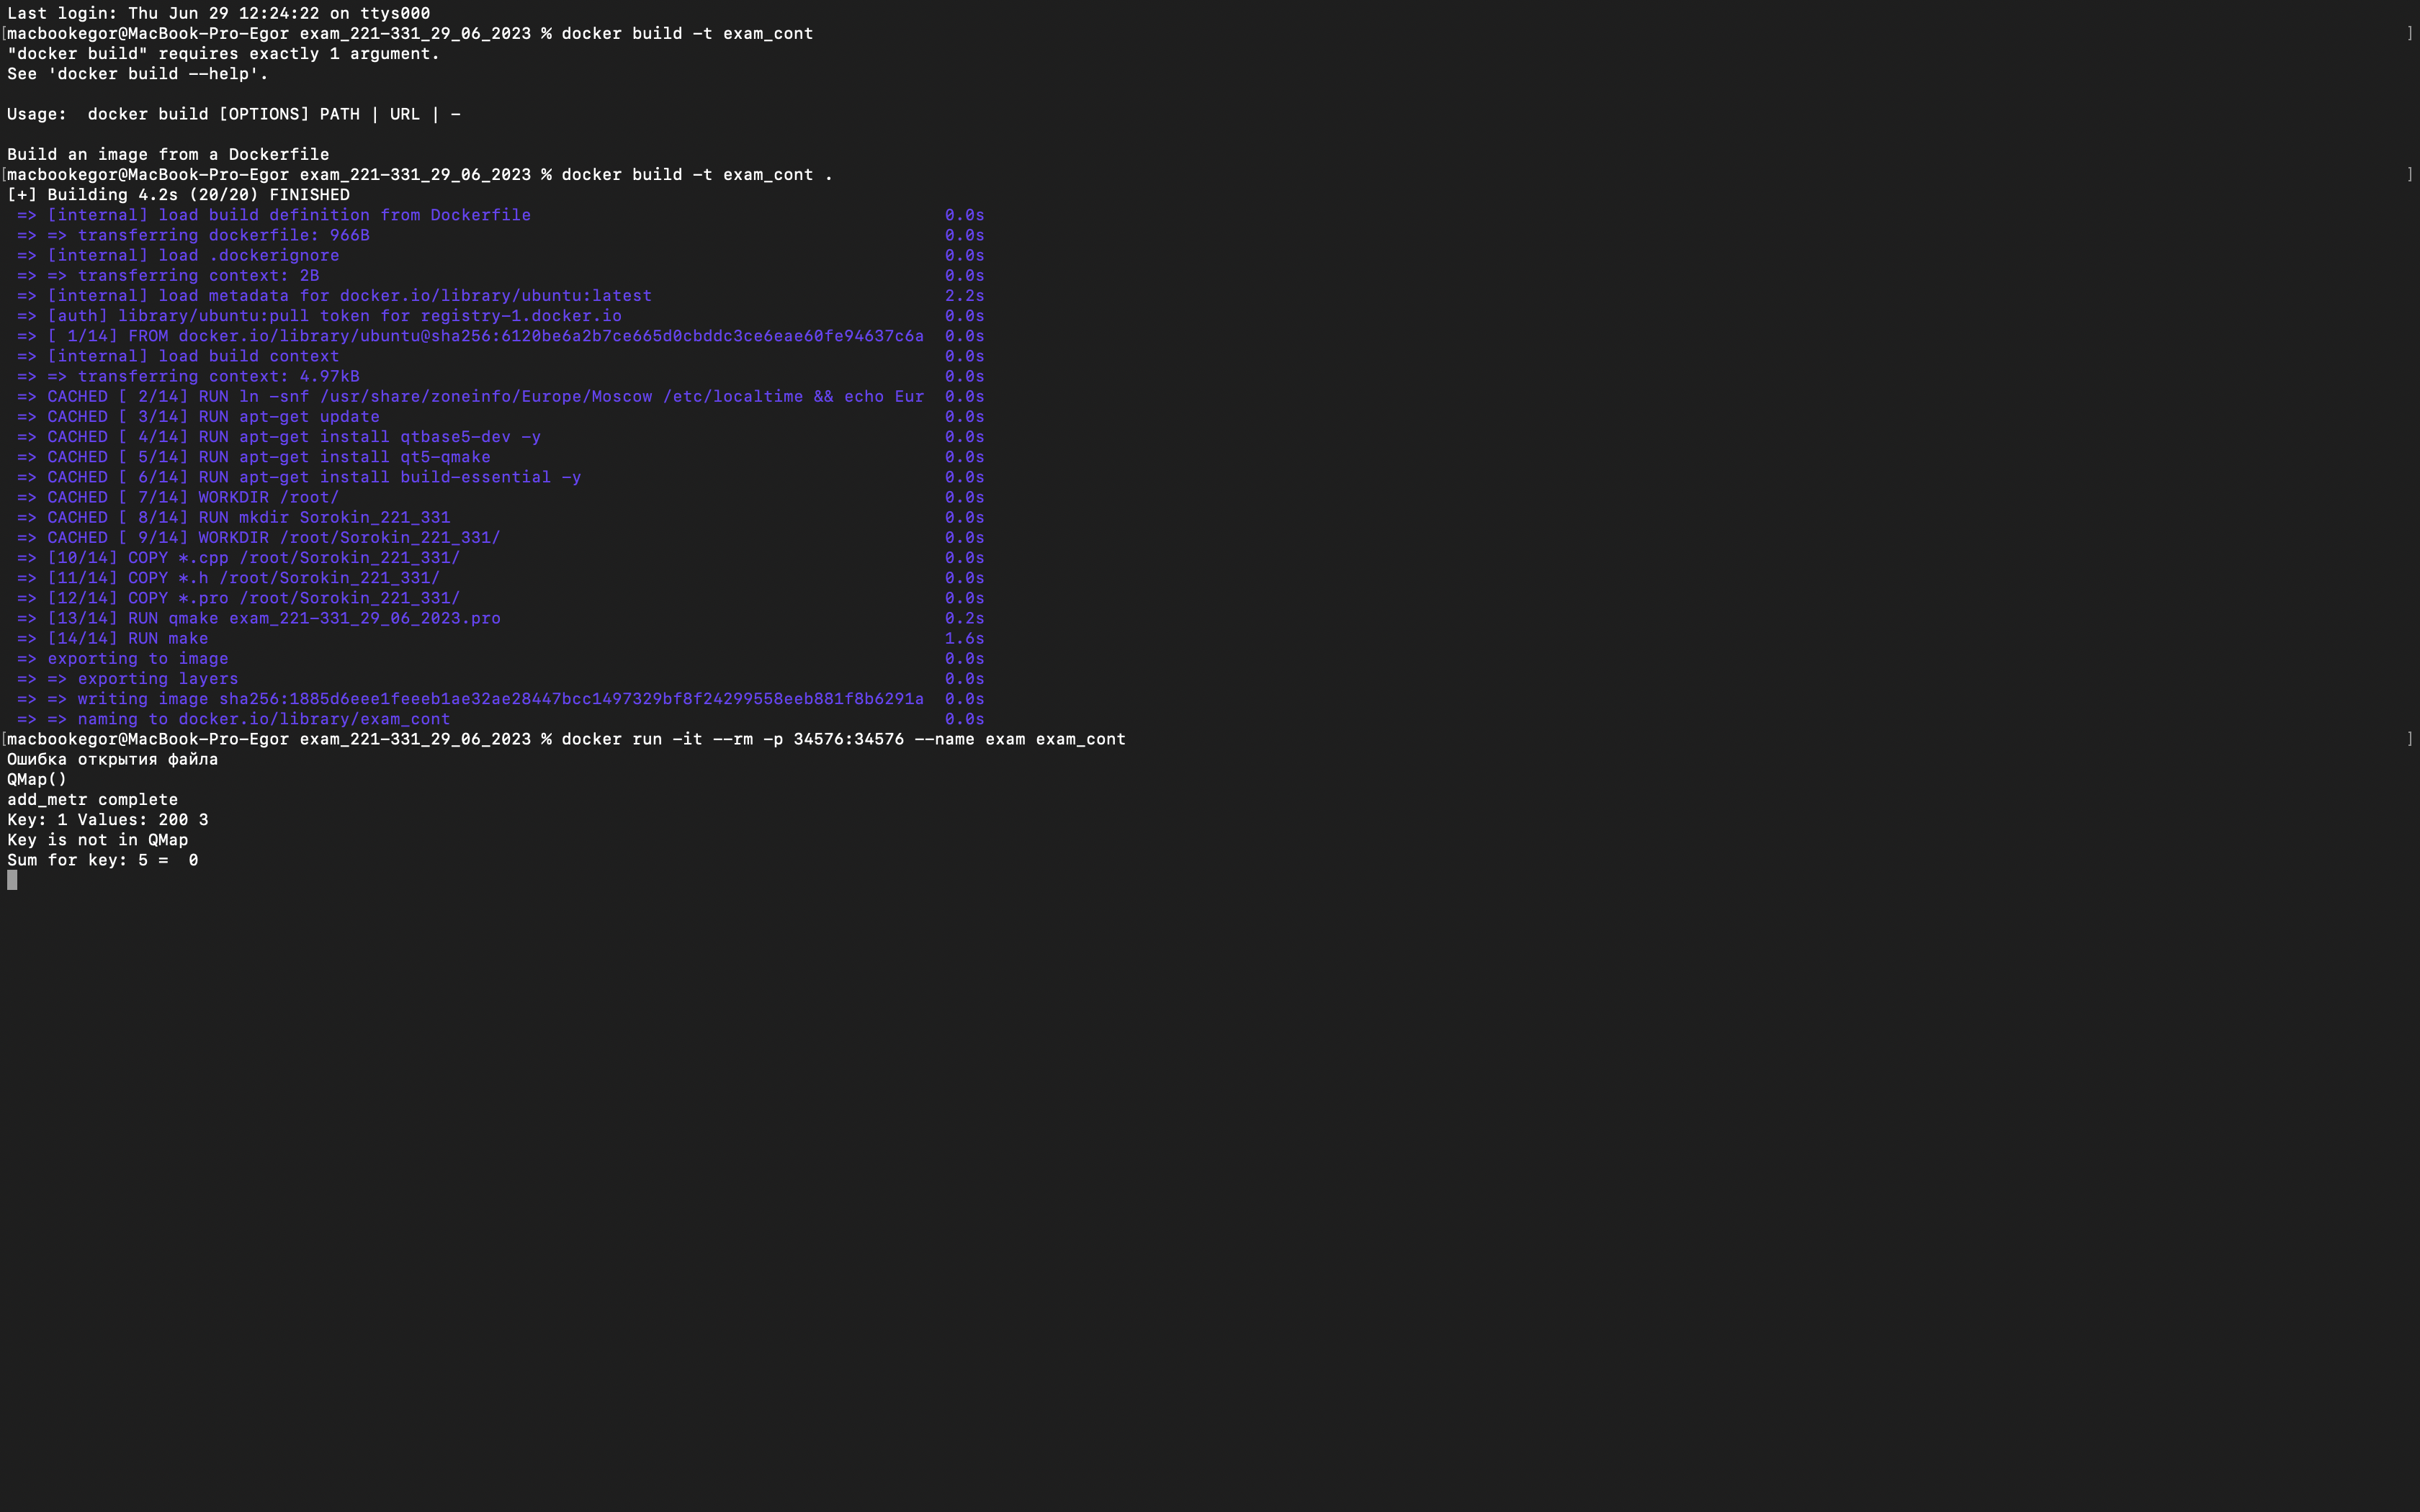 Last login: Thu Jun 29 12:24:22 on ttys000
[macbookegor@MacBook-Pro-Egor exam_221-331_29_06_2023 % docker build -t exam_cont ]
"docker build" requires exactly 1 argument.
See 'docker build --help'.
Usage:  docker build [OPTIONS] PATH | URL | -
Build an image from a Dockerfile
[macbookegor@MacBook-Pro-Egor exam_221-331_29_06_2023 % docker build -t exam_cont . ]
[+] Building 4.2s (20/20) FINISHED
=> [internal] load build definition from Dockerfile 0.0s
=> => transferring dockerfile: 966B 0.0s
=> [internal] load .dockerignore 0.0s
=> => transferring context: 2B 0.0s
=> [internal] load metadata for docker.io/library/ubuntu:latest 2.2s
=> [auth] library/ubuntu:pull token for registry-1.docker.io 0.0s
=> [ 1/14] FROM docker.io/library/ubuntu@sha256:6120be6a2b7ce665d0cbddc3ce6eae60fe94637c6a 0.0s
=> [internal] load build context 0.0s
=> => transferring context: 4.97kB 0.0s
=> CACHED [ 2/14] RUN ln -snf /usr/share/zoneinfo/Europe/Moscow /etc/localtime && echo Eur 0.0s
=> CACHED [ 3/14] RUN apt-get update 0.0s
=> CACHED [ 4/14] RUN apt-get install qtbase5-dev -y 0.0s
=> CACHED [ 5/14] RUN apt-get install qt5-qmake 0.0s
=> CACHED [ 6/14] RUN apt-get install build-essential -y 0.0s
=> CACHED [ 7/14] WORKDIR /root/ 0.0s
=> CACHED [ 8/14] RUN mkdir Sorokin_221_331 0.0s
=> CACHED [ 9/14] WORKDIR /root/Sorokin_221_331/ 0.0s
=> [10/14] COPY *.cpp /root/Sorokin_221_331/ 0.0s
=> [11/14] COPY *.h /root/Sorokin_221_331/ 0.0s
=> [12/14] COPY *.pro /root/Sorokin_221_331/ 0.0s
=> [13/14] RUN qmake exam_221-331_29_06_2023.pro 0.2s
=> [14/14] RUN make 1.6s
=> exporting to image 0.0s
=> => exporting layers 0.0s
=> => writing image sha256:1885d6eee1feeeb1ae32ae28447bcc1497329bf8f24299558eeb881f8b6291a 0.0s
=> => naming to docker.io/library/exam_cont 0.0s
[macbookegor@MacBook-Pro-Egor exam_221-331_29_06_2023 % docker run -it --rm -p 34576:34576 --name exam exam_cont ]
Ошибка открытия файла
QMap()
add_metr complete
Key: 1 Values: 200 3
Key is not in QMap
Sum for key: 5 =  0